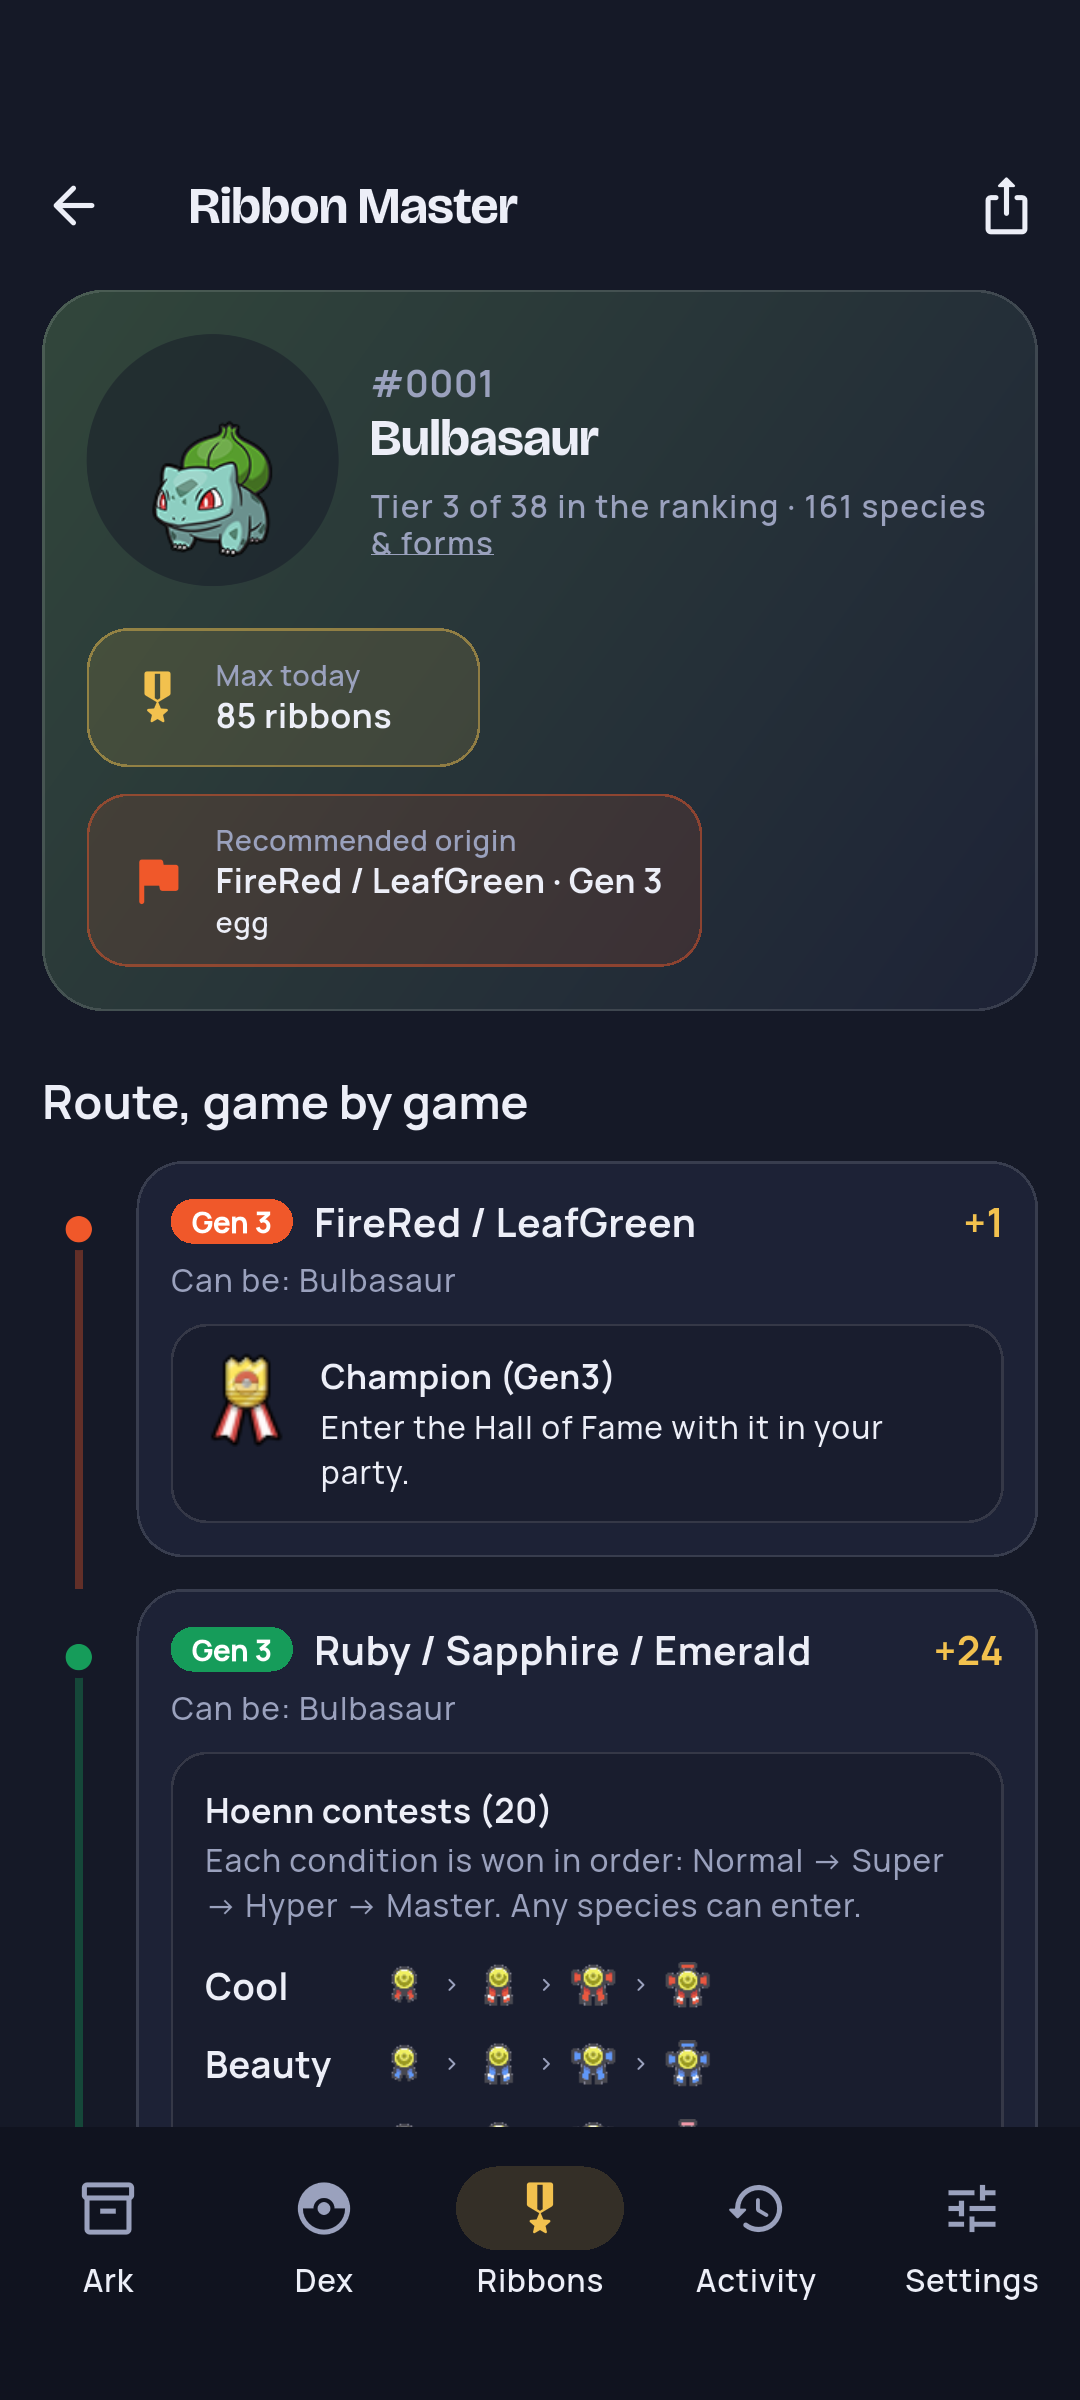 Ribbon Master
#0001
Bulbasaur
Tier 3 of 38 in the ranking · 161 species
& forms
Max today
85 ribbons
Recommended origin
FireRed / LeafGreen · Gen 3
egg
Route, game by game
Gen 3 FireRed / LeafGreen +1
Can be: Bulbasaur
Champion (Gen3)
Enter the Hall of Fame with it in your
party.
Gen 3 Ruby / Sapphire / Emerald +24
Can be: Bulbasaur
Hoenn contests (20)
Each condition is won in order: Normal → Super
→ Hyper → Master. Any species can enter.
Cool › › ›
Beauty › › ›
Ark Dex Ribbons Activity Settings